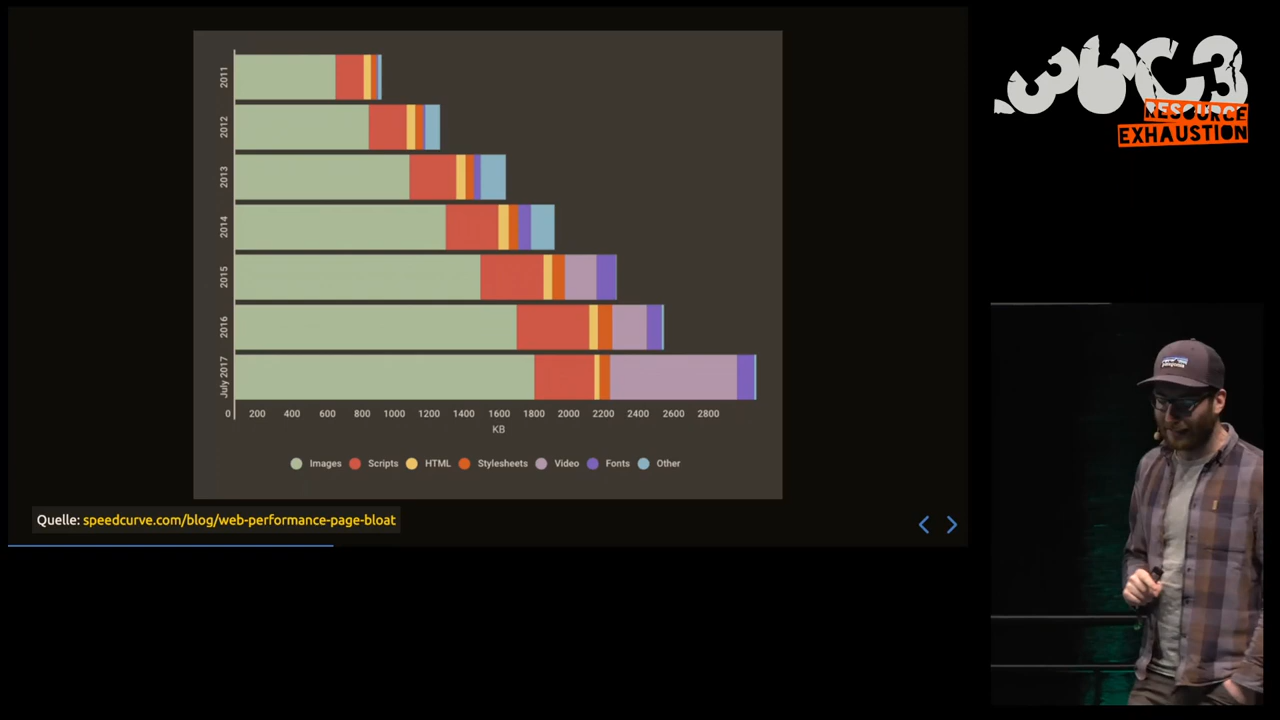 36C3
RESOURCE
EXHAUSTION
2011
2012
2013
2014
2015
2016
July 2017
0 200 400 600 800 1000 1200 1400 1600 1800 2000 2200 2400 2600 2800
KB
Images Scripts HTML Stylesheets Video Fonts Other
Quelle: speedcurve.com/blog/web-performance-page-bloat
patagonia